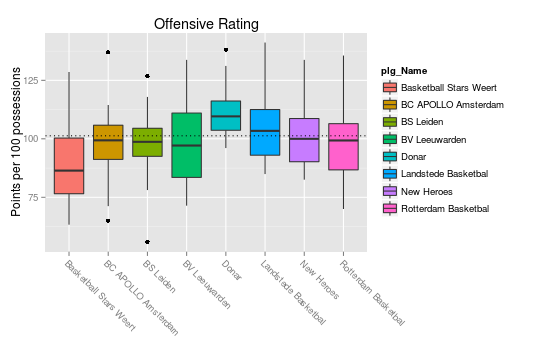 Offensive Rating
Points per 100 possessions
125
100
75
Basketball Stars Weert
BC APOLLO Amsterdam
BS Leiden
BV Leeuwarden
Donar
Landstede Basketbal
New Heroes
Rotterdam Basketbal
plg_Name
Basketball Stars Weert
BC APOLLO Amsterdam
BS Leiden
BV Leeuwarden
Donar
Landstede Basketbal
New Heroes
Rotterdam Basketbal